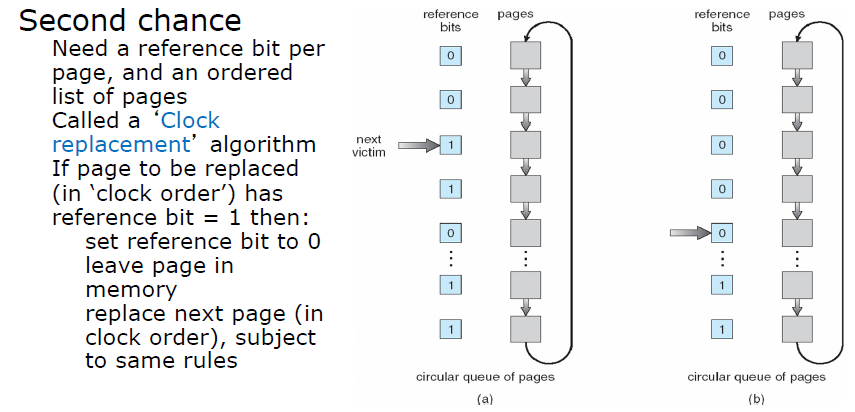 Second chance
Need a reference bit per
page, and an ordered
list of pages
Called a ‘Clock
replacement’ algorithm
If page to be replaced
(in ‘clock order’) has
reference bit = 1 then:
set reference bit to 0
leave page in
memory
replace next page (in
clock order), subject
to same rules
reference
bits
pages
0
0
next
victim
1
1
0
1
1
circular queue of pages
(a)
reference
bits
pages
0
0
0
0
0
1
1
circular queue of pages
(b)